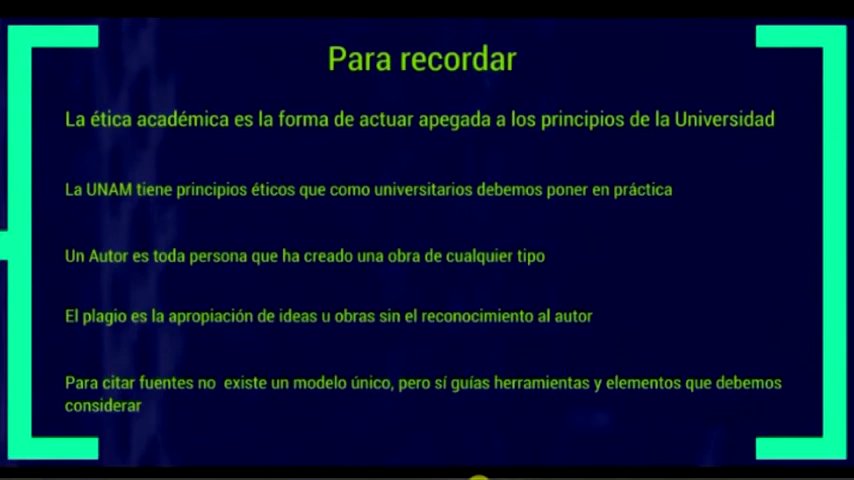 Para recordar
La ética académica es la forma de actuar apegada a los principios de la Universidad
La UNAM tiene principios éticos que como universitarios debemos poner en práctica
Un Autor es toda persona que ha creado una obra de cualquier tipo
El plagio es la apropiación de ideas u obras sin el reconocimiento al autor
Para citar fuentes no existe un modelo único, pero sí guías herramientas y elementos que debemos
considerar